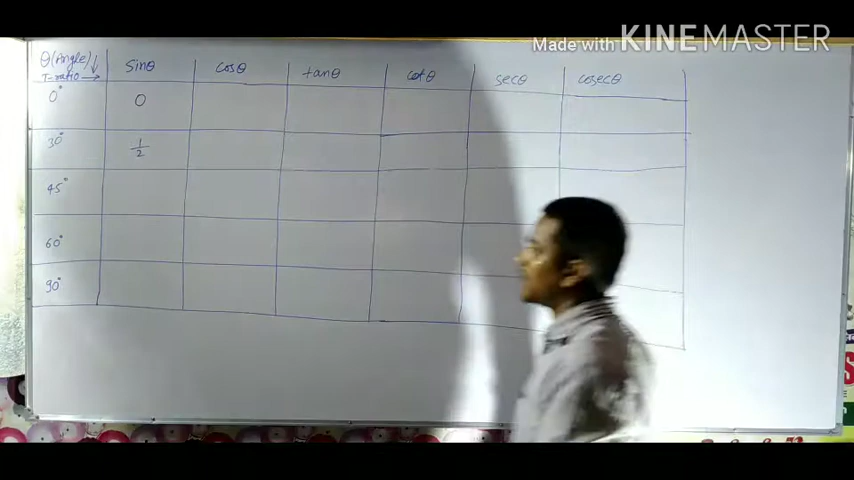 Made with KINEMASTER
θ(Angle)↓ sinθ cosθ tanθ cotθ secθ cosecθ
T-ratio→
0° 0
30° 1/2
45°
60°
90°